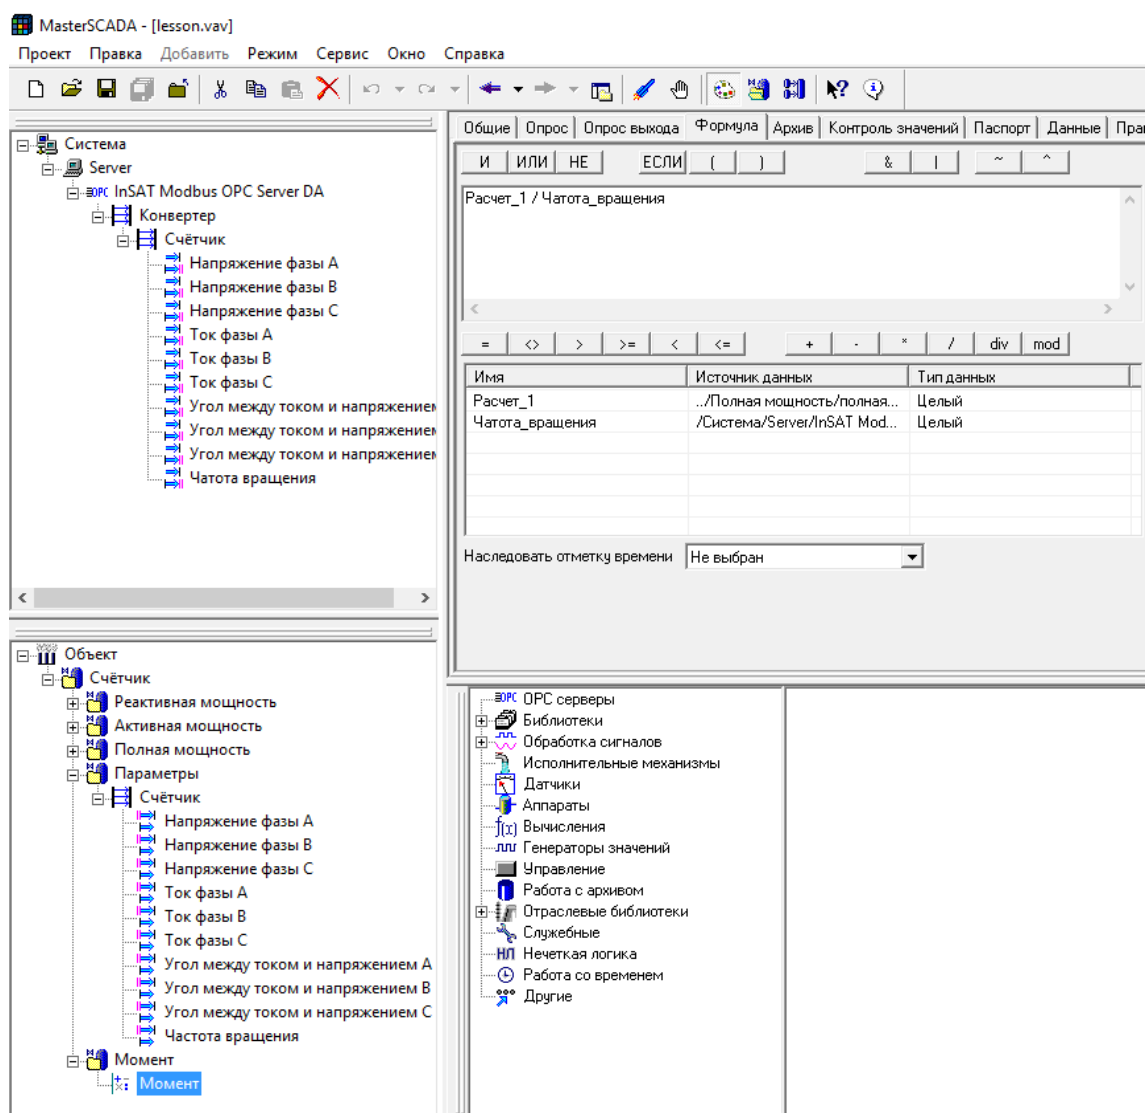 MasterSCADA - [lesson.vav]
Проект Правка Добавить Режим Сервис Окно Справка
Система
Server
OPC InSAT Modbus OPC Server DA
Конвертер
Счётчик
Напряжение фазы А
Напряжение фазы В
Напряжение фазы С
Ток фазы А
Ток фазы В
Ток фазы С
Угол между током и напряжением
Угол между током и напряжением
Угол между током и напряжением
Чатота вращения
Общие Опрос Опрос выхода Формула Архив Контроль значений Паспорт Данные Пра
И ИЛИ НЕ ЕСЛИ ( ) & | ~ ^
Расчет_1 / Чатота_вращения
= <> > >= < <= + - * / div mod
Имя Источник данных Тип данных
Расчет_1 ../Полная мощность/полная... Целый
Чатота_вращения /Система/Server/InSAT Mod... Целый
Наследовать отметку времени Не выбран
Объект
Счётчик
Реактивная мощность
Активная мощность
Полная мощность
Параметры
Счётчик
Напряжение фазы А
Напряжение фазы В
Напряжение фазы С
Ток фазы А
Ток фазы В
Ток фазы С
Угол между током и напряжением А
Угол между током и напряжением В
Угол между током и напряжением С
Частота вращения
Момент
Момент
OPC OPC серверы
Библиотеки
Обработка сигналов
Исполнительные механизмы
Датчики
Аппараты
f(x) Вычисления
Генераторы значений
Управление
Работа с архивом
Отраслевые библиотеки
Служебные
НЛ Нечеткая логика
Работа со временем
Другие